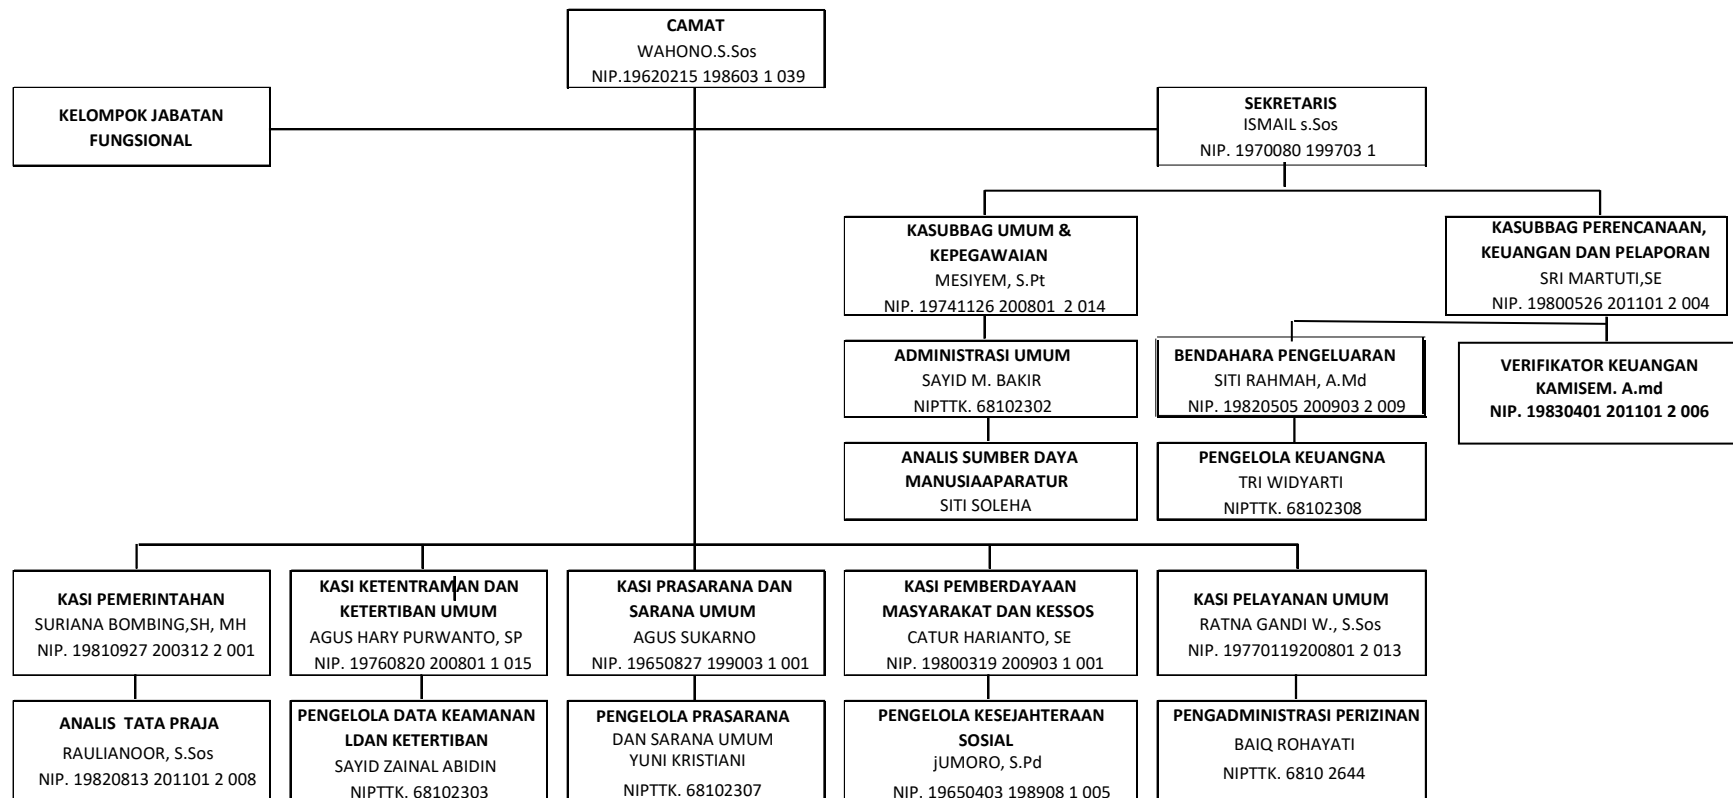 CAMAT
WAHONO.S.Sos
NIP.19620215 198603 1 039
KELOMPOK JABATAN
FUNGSIONAL
SEKRETARIS
ISMAIL s.Sos
NIP. 1970080 199703 1
KASUBBAG UMUM &
KEPEGAWAIAN
MESIYEM, S.Pt
NIP. 19741126 200801  2 014
KASUBBAG PERENCANAAN,
KEUANGAN DAN PELAPORAN
SRI MARTUTI,SE
NIP. 19800526 201101 2 004
ADMINISTRASI UMUM
SAYID M. BAKIR
NIPTTK. 68102302
BENDAHARA PENGELUARAN
SITI RAHMAH, A.Md
NIP. 19820505 200903 2 009
VERIFIKATOR KEUANGAN
KAMISEM. A.md
NIP. 19830401 201101 2 006
ANALIS SUMBER DAYA
MANUSIAAPARATUR
SITI SOLEHA
PENGELOLA KEUANGNA
TRI WIDYARTI
NIPTTK. 68102308
KASI PEMERINTAHAN
SURIANA BOMBING,SH, MH
NIP. 19810927 200312 2 001
KASI KETENTRAMAN DAN
KETERTIBAN UMUM
AGUS HARY PURWANTO, SP
NIP. 19760820 200801 1 015
KASI PRASARANA DAN
SARANA UMUM
AGUS SUKARNO
NIP. 19650827 199003 1 001
KASI PEMBERDAYAAN
MASYARAKAT DAN KESSOS
CATUR HARIANTO, SE
NIP. 19800319 200903 1 001
KASI PELAYANAN UMUM
RATNA GANDI W., S.Sos
NIP. 19770119200801 2 013
ANALIS  TATA PRAJA
RAULIANOOR, S.Sos
NIP. 19820813 201101 2 008
PENGELOLA DATA KEAMANAN
LDAN KETERTIBAN
SAYID ZAINAL ABIDIN
NIPTTK. 68102303
PENGELOLA PRASARANA
DAN SARANA UMUM
YUNI KRISTIANI
NIPTTK. 68102307
PENGELOLA KESEJAHTERAAN
SOSIAL
jUMORO, S.Pd
NIP. 19650403 198908 1 005
PENGADMINISTRASI PERIZINAN
BAIQ ROHAYATI
NIPTTK. 6810 2644